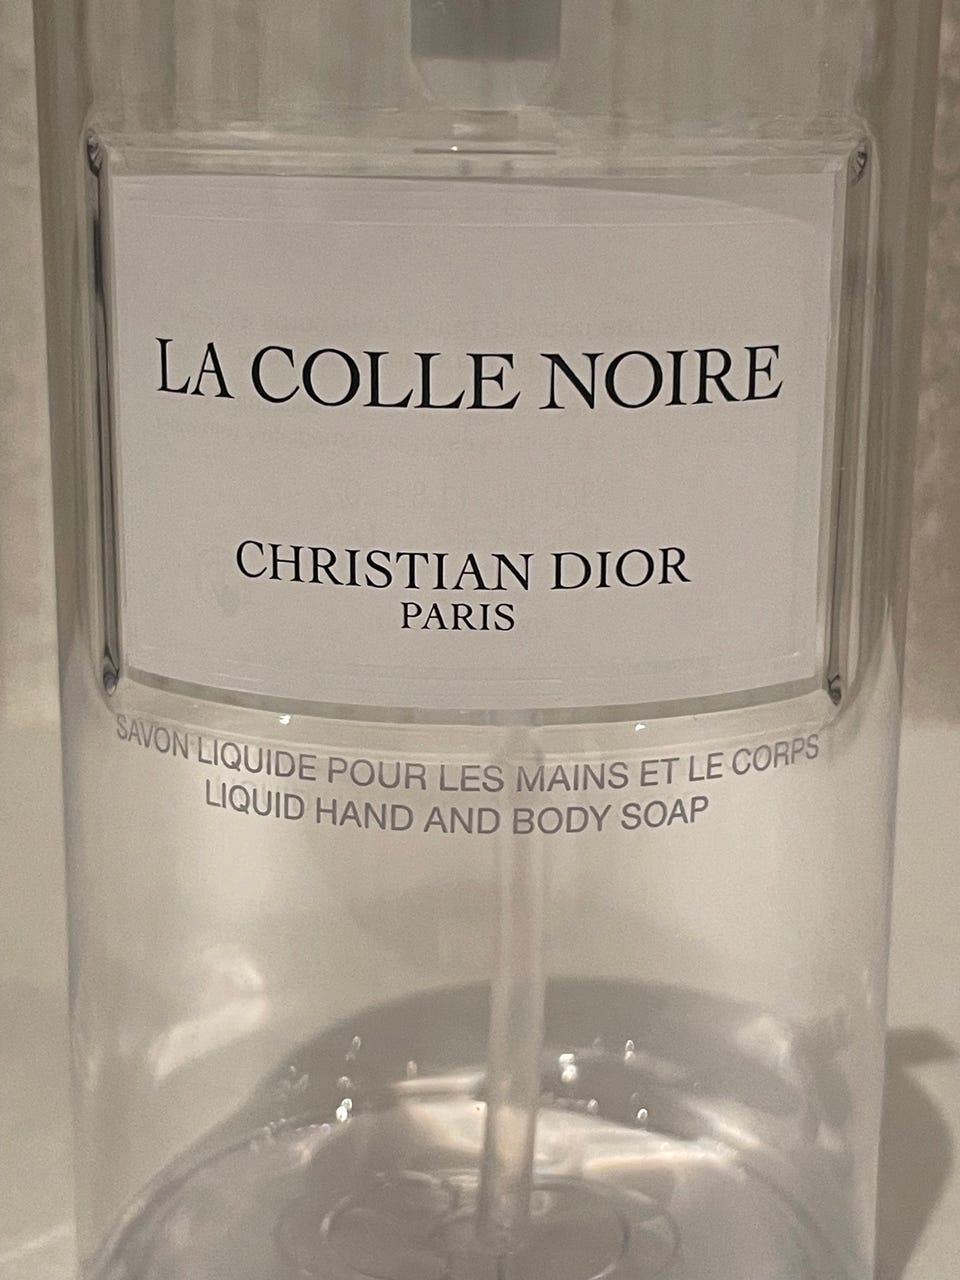 LA COLLE NOIRE
CHRISTIAN DIOR
PARIS
SAVON LIQUIDE POUR LES MAINS ET LE CORPS
LIQUID HAND AND BODY SOAP